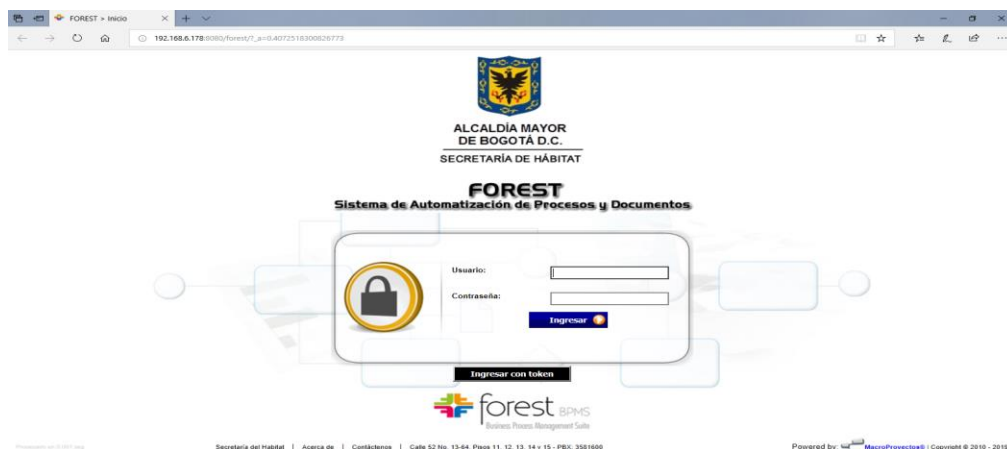 FOREST > Inicio
192.168.6.178:8080/forest/?_a=0.4072518300826773
ALCALDÍA MAYOR
DE BOGOTÁ D.C.
SECRETARÍA DE HÁBITAT
FOREST
Sistema de Automatización de Procesos y Documentos
Usuario:
Contraseña:
Ingresar
Ingresar con token
forest BPMS
Business Process Management Suite
Secretaría del Habitat | Acerca de | Contáctenos | Calle 52 No. 13-64. Pisos 11, 12, 13, 14 y 15 - PBX: 3581600
Powered by: MacroProyectos® | Copyright © 2010 - 2018